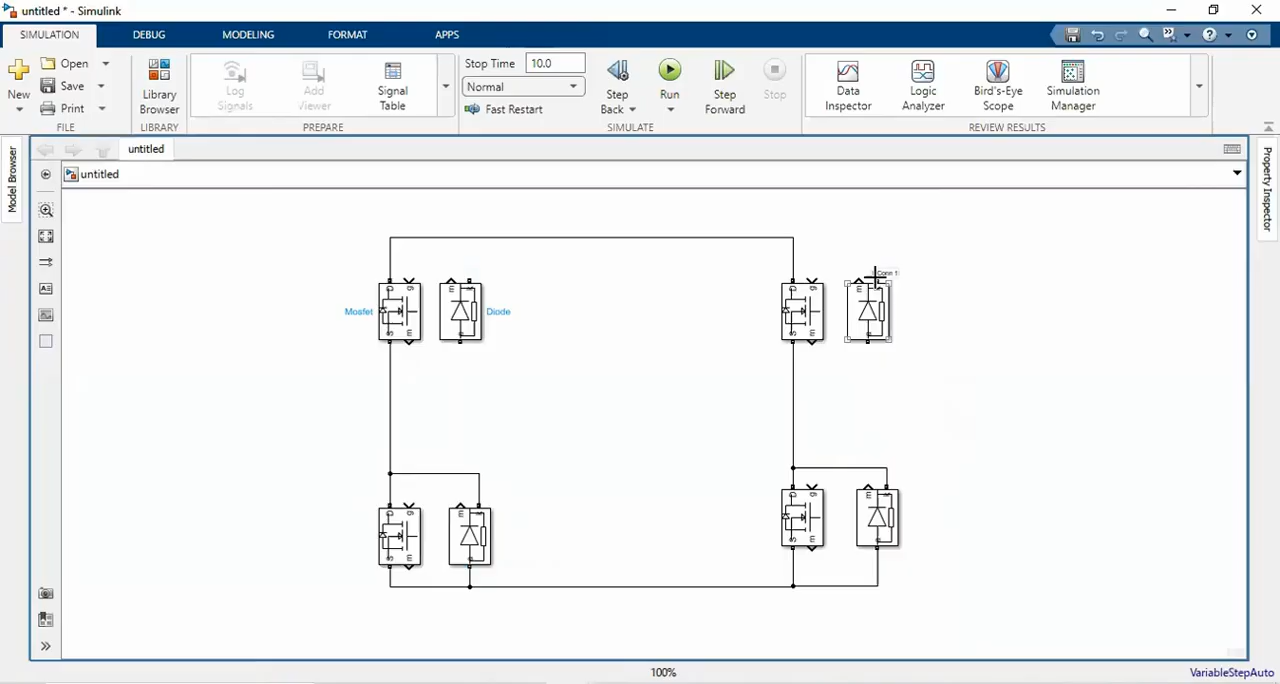 untitled * - Simulink
SIMULATION DEBUG MODELING FORMAT APPS
New
Open
Save
Print
FILE
Library Browser
LIBRARY
Log Signals
Add Viewer
Signal Table
PREPARE
Stop Time 10.0
Normal
Fast Restart
Step Back
Run
Step Forward
Stop
SIMULATE
Data Inspector
Logic Analyzer
Bird's-Eye Scope
Simulation Manager
REVIEW RESULTS
Model Browser
untitled
untitled
Property Inspector
Mosfet
Diode
D g S m
m k a
D g S m
m k
Conn 1
D g S m
m k a
D g S m
m k a
100%
VariableStepAuto